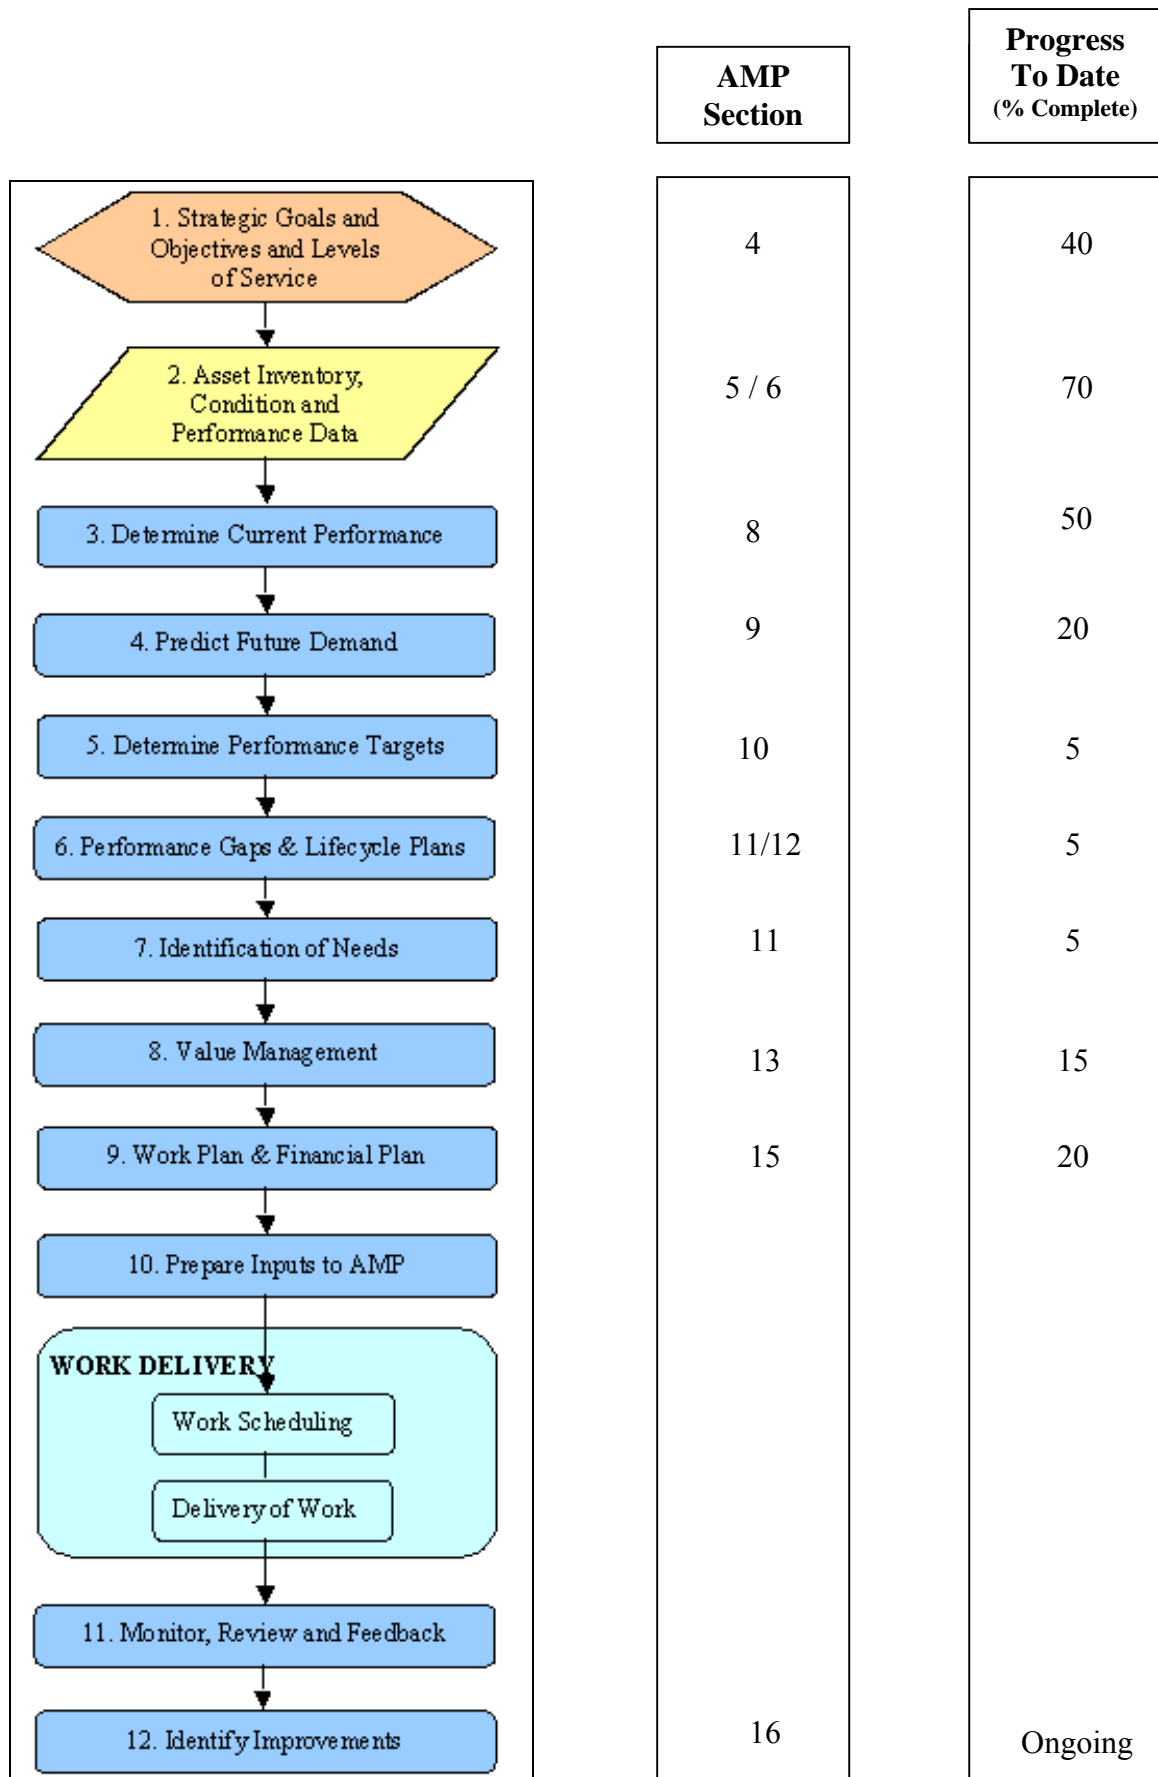 AMP
Section
Progress
To Date
(% Complete)
1. Strategic Goals and
Objectives and Levels
of Service
4
40
2. Asset Inventory,
Condition and
Performance Data
5 / 6
70
3. Determine Current Performance
8
50
4. Predict Future Demand
9
20
5. Determine Performance Targets
10
5
6. Performance Gaps & Lifecycle Plans
11/12
5
7. Identification of Needs
11
5
8. Value Management
13
15
9. Work Plan & Financial Plan
15
20
10. Prepare Inputs to AMP
WORK DELIVERY
Work Scheduling
Delivery of Work
11. Monitor, Review and Feedback
12. Identify Improvements
16
Ongoing